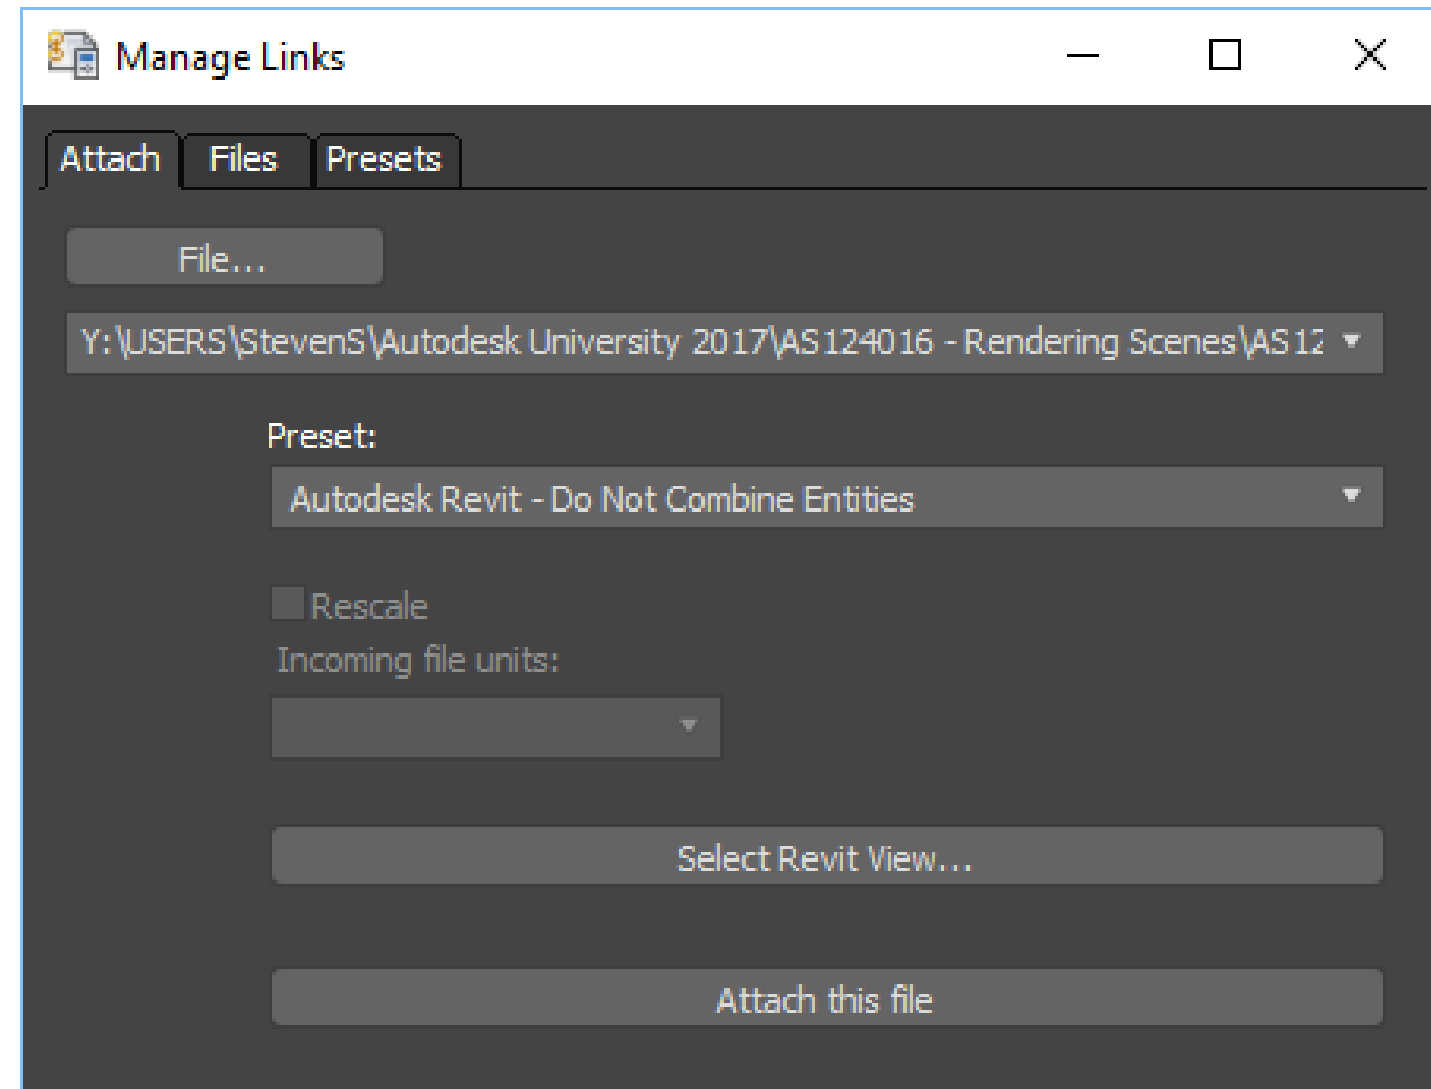 Manage Links
Attach Files Presets
File...
Y:\USERS\StevenS\Autodesk University 2017\AS124016 - Rendering Scenes\AS12
Preset:
Autodesk Revit - Do Not Combine Entities
Rescale
Incoming file units:
Select Revit View...
Attach this file